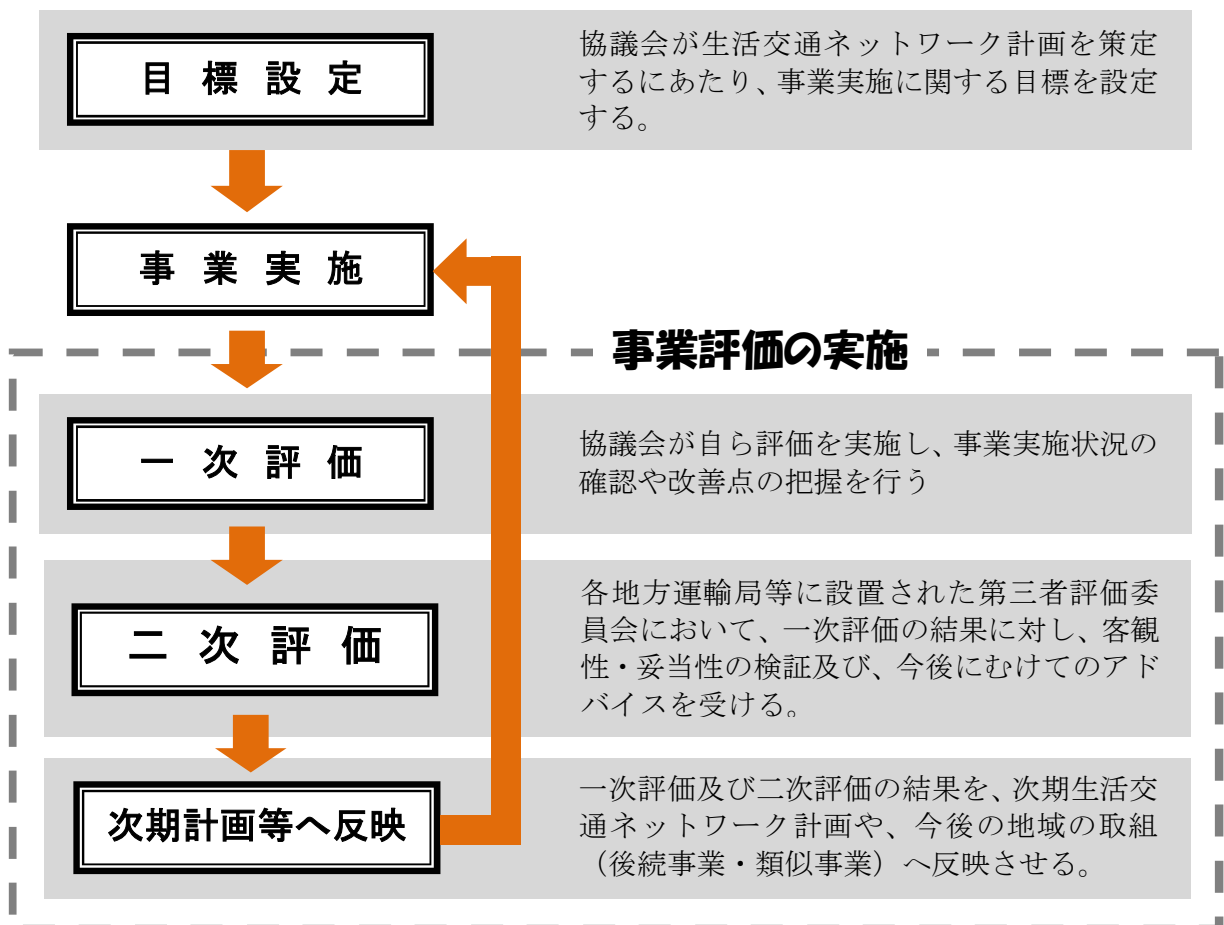 目標設定
協議会が生活交通ネットワーク計画を策定
するにあたり、事業実施に関する目標を設定
する。
事業実施
事業評価の実施
一次評価
協議会が自ら評価を実施し、事業実施状況の
確認や改善点の把握を行う
二次評価
各地方運輸局等に設置された第三者評価委
員会において、一次評価の結果に対し、客観
性・妥当性の検証及び、今後にむけてのアド
バイスを受ける。
次期計画等へ反映
一次評価及び二次評価の結果を、次期生活交
通ネットワーク計画や、今後の地域の取組
（後続事業・類似事業）へ反映させる。